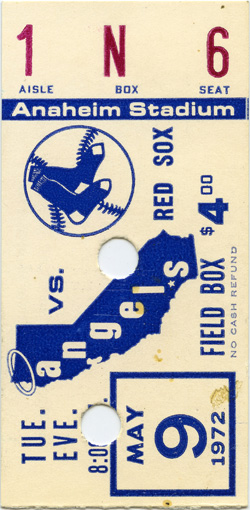 1 N 6
AISLE BOX SEAT
Anaheim Stadium
RED SOX
vs.
angels
$4.00
FIELD BOX
NO CASH REFUND
TUE.
EVE.
8:0
MAY
9
1972